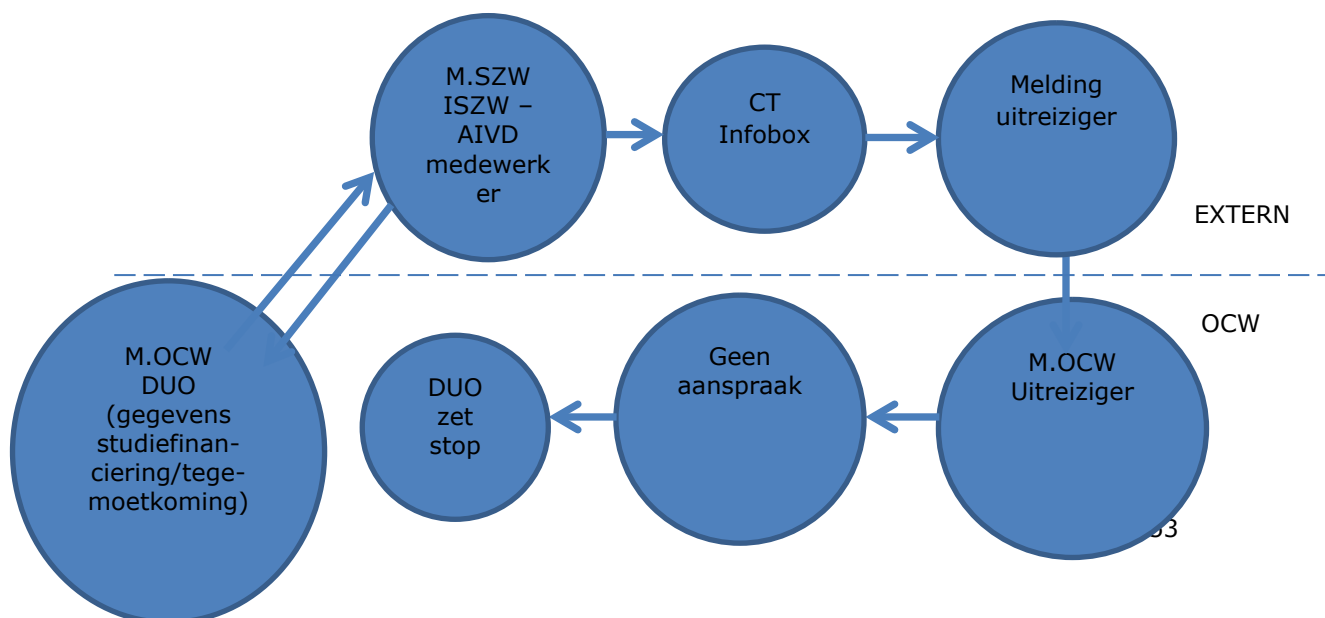 M.SZW
ISZW –
AIVD
medewerk
er
CT
Infobox
Melding
uitreiziger
EXTERN
M.OCW
DUO
(gegevens
studiefinan-
ciering/tege-
moetkoming)
DUO
zet
stop
Geen
aanspraak
M.OCW
Uitreiziger
OCW